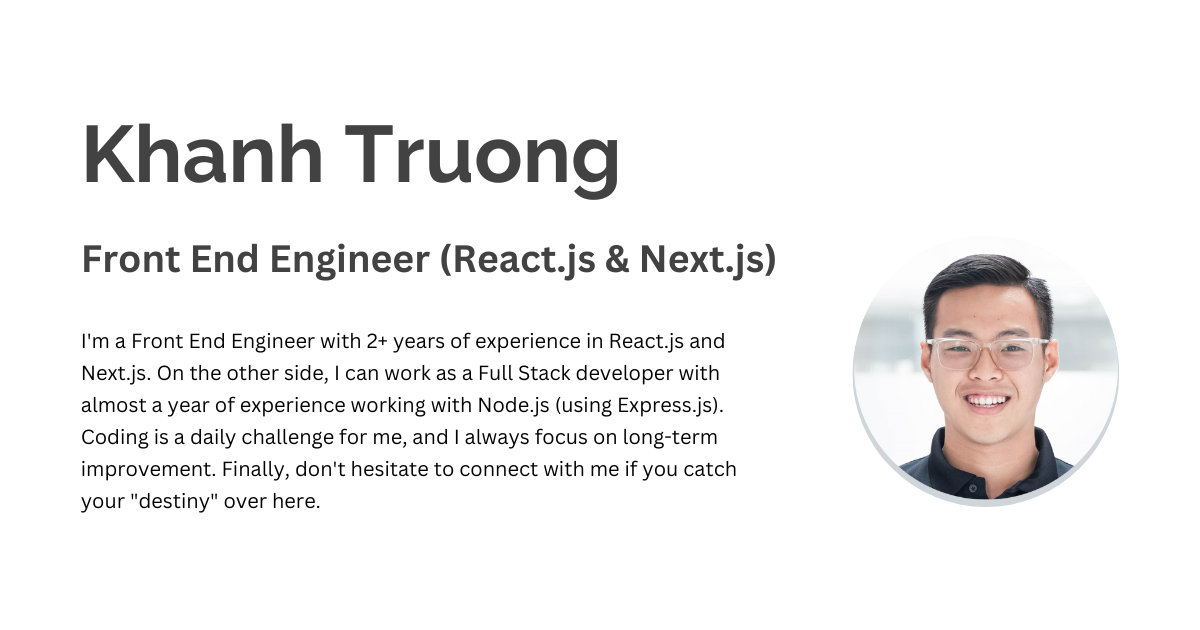 Khanh Truong
Front End Engineer (React.js & Next.js)
I'm a Front End Engineer with 2+ years of experience in React.js and
Next.js. On the other side, I can work as a Full Stack developer with
almost a year of experience working with Node.js (using Express.js).
Coding is a daily challenge for me, and I always focus on long-term
improvement. Finally, don't hesitate to connect with me if you catch
your "destiny" over here.